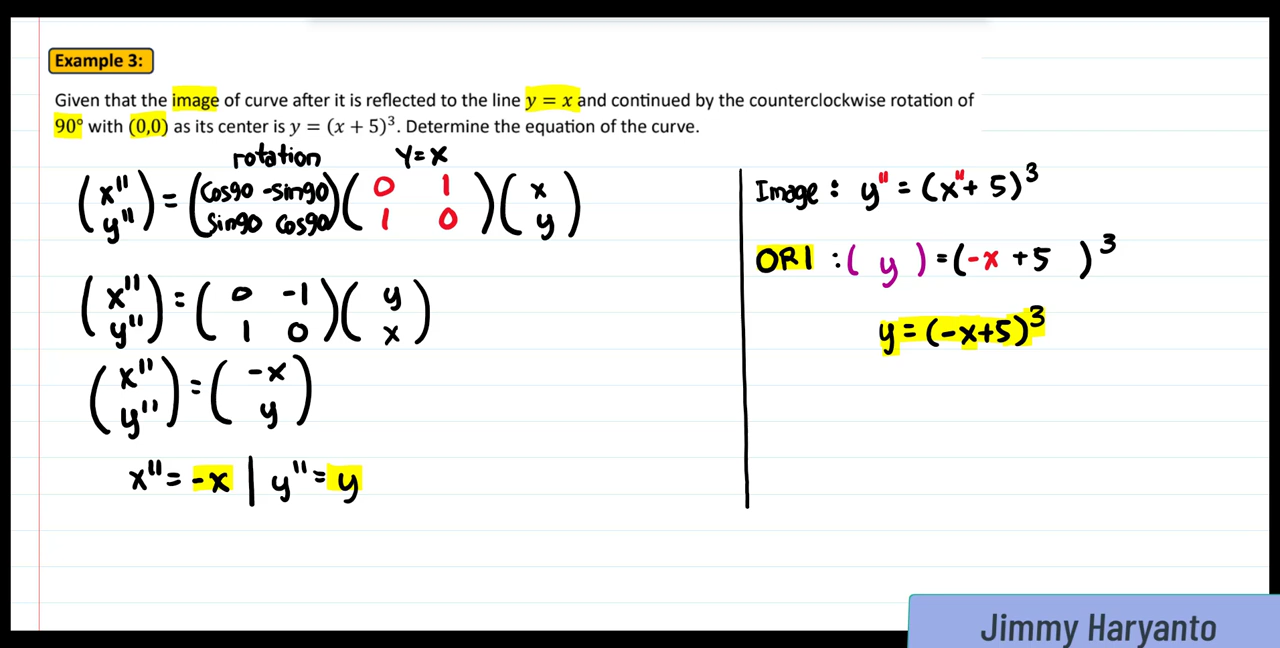 Example 3:
Given that the image of curve after it is reflected to the line y = x and continued by the counterclockwise rotation of
90° with (0,0) as its center is y = (x + 5)³. Determine the equation of the curve.
rotation Y=X
(x'' y'') = (cos90 -sin90 sin90 cos90)(0 1 1 0)(x y)
(x'' y'') = (0 -1 1 0)(y x)
(x'' y'') = (-x y)
x'' = -x | y'' = y
Image: y'' = (x'' + 5)³
ORI : (y) = (-x +5 )³
y = (-x+5)³
Jimmy Haryanto